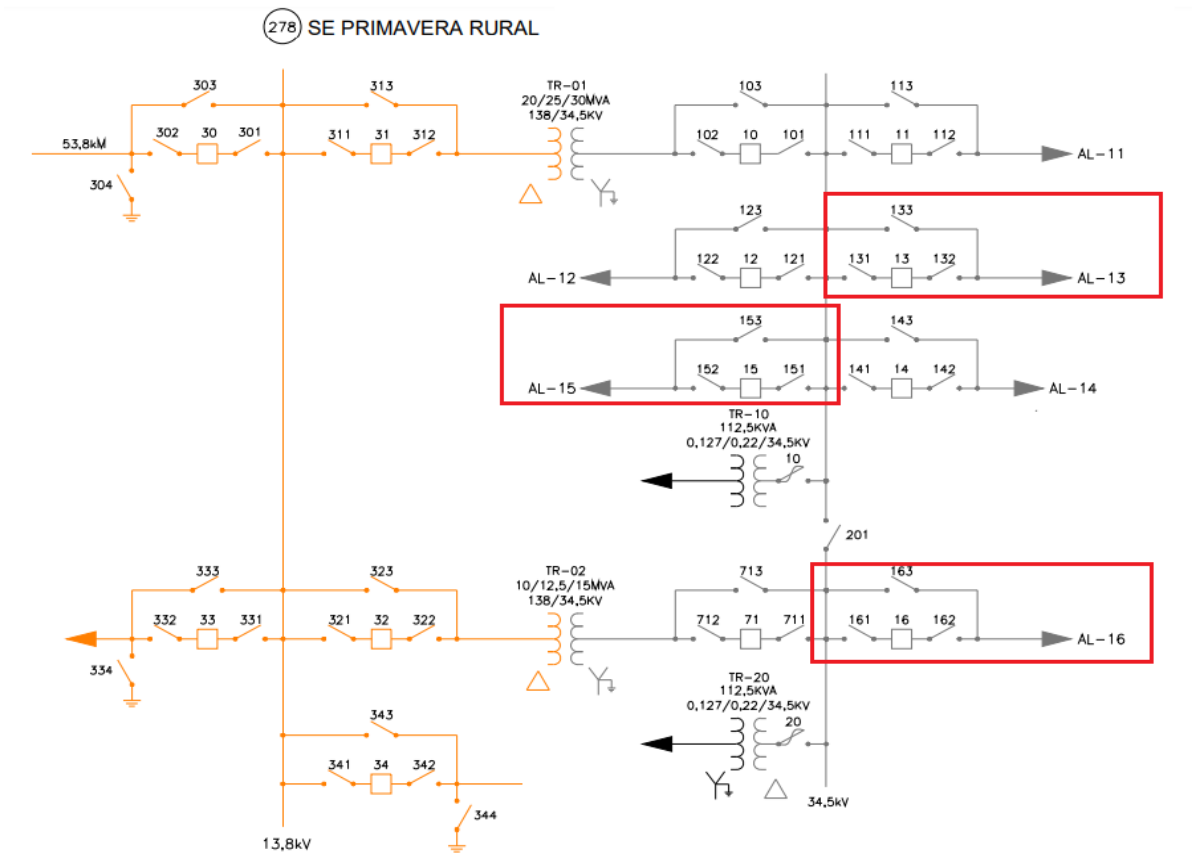 278 SE PRIMAVERA RURAL
303 313 TR-01 103 113
20/25/30MVA
138/34,5KV
53,8kM 302 30 301 311 31 312 102 10 101 111 11 112
AL-11
304
123 133
122 12 121 131 13 132
AL-12 AL-13
153 143
152 15 151 141 14 142
AL-15 AL-14
TR-10
112,5KVA
0,127/0,22/34,5KV
10
201
333 323 TR-02 713 163
10/12,5/15MVA
138/34,5KV
332 33 331 321 32 322 712 71 711 161 16 162
AL-16
334
TR-20
112,5KVA
0,127/0,22/34,5KV
343 20
341 34 342
34,5kV
344
13,8kV